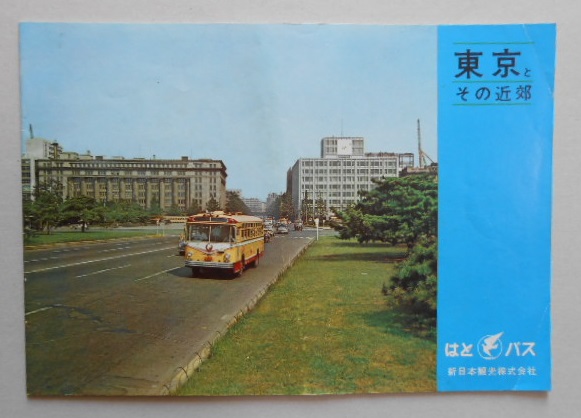 東京と
その近郊
はとバス
新日本観光株式会社